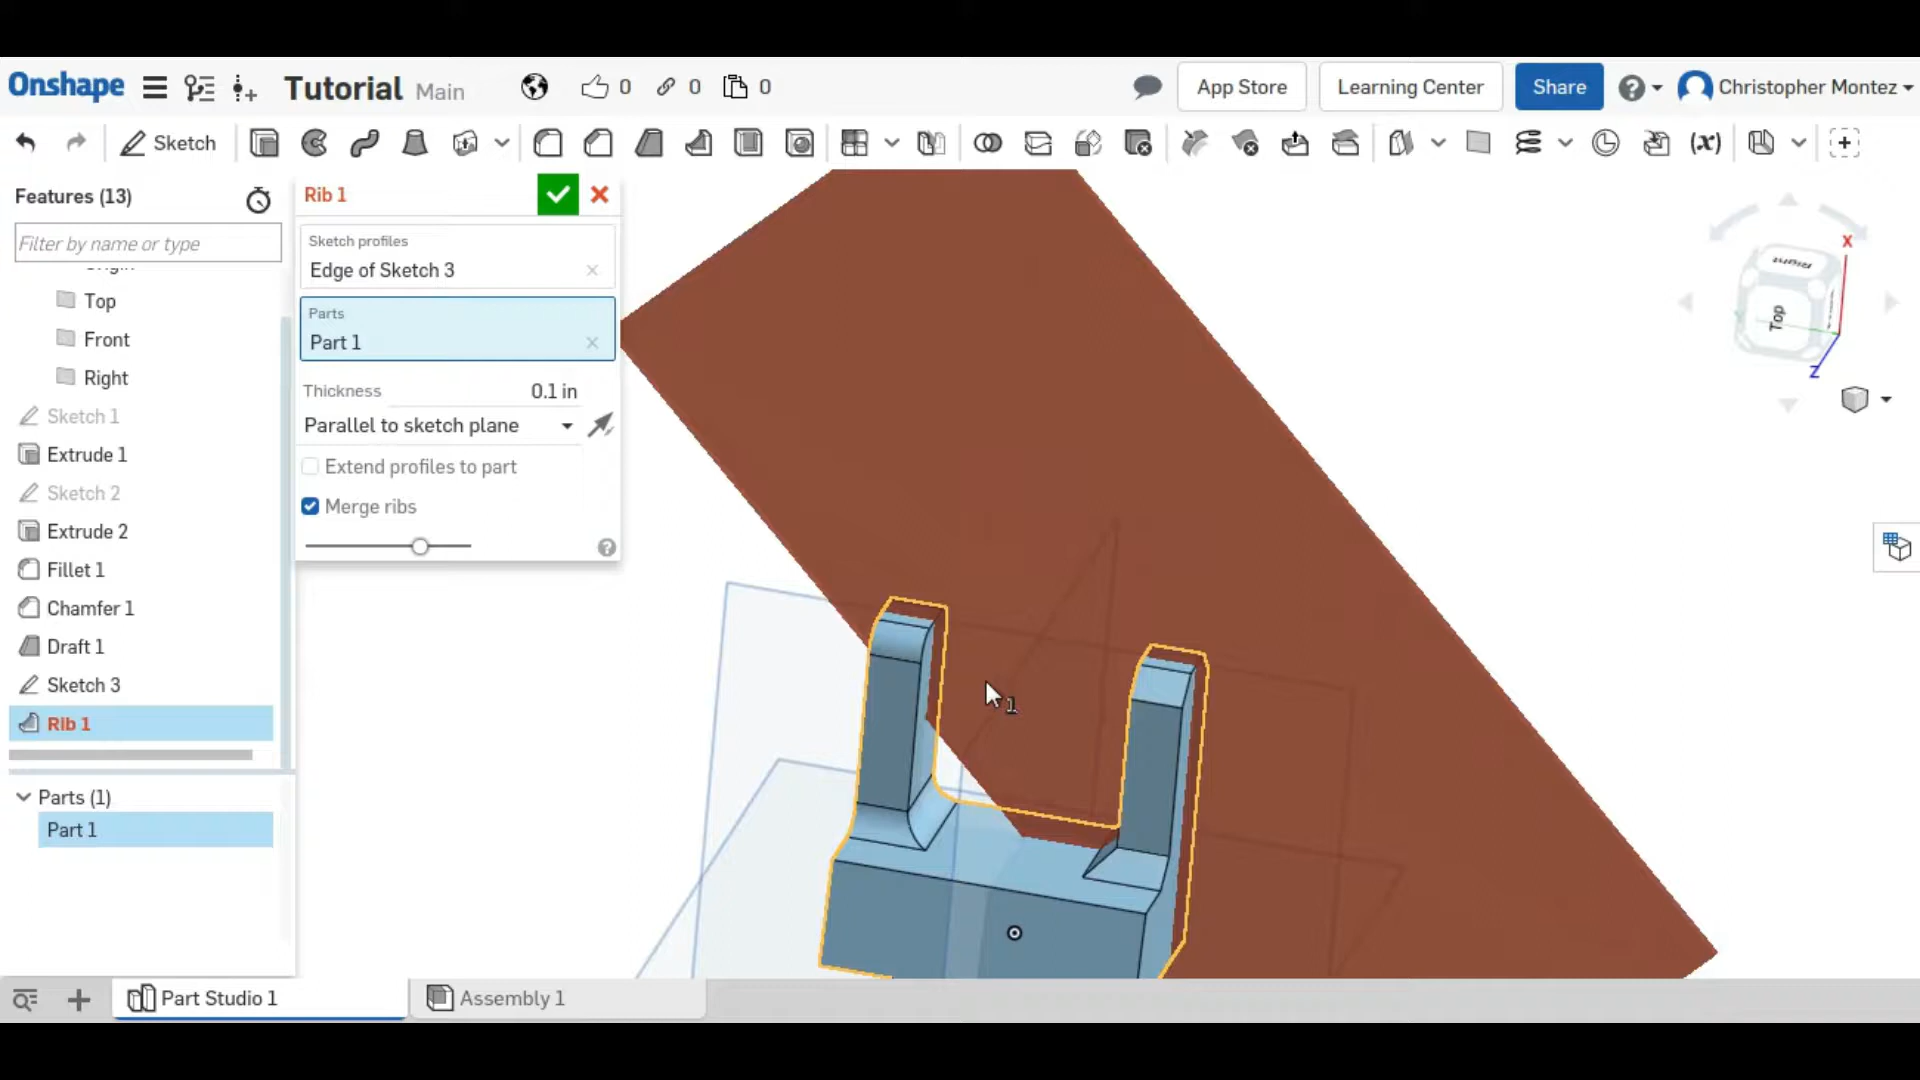 Onshape Tutorial Main 0 0 0 App Store Learning Center Share Christopher Montez
Sketch (x)
Features (13)
Filter by name or type
Top
Front
Right
Sketch 1
Extrude 1
Sketch 2
Extrude 2
Fillet 1
Chamfer 1
Draft 1
Sketch 3
Rib 1
Parts (1)
Part 1
Rib 1
Sketch profiles
Edge of Sketch 3
Parts
Part 1
Thickness 0.1 in
Parallel to sketch plane
Extend profiles to part
Merge ribs
1
X
Right
Top
Z
Part Studio 1
Assembly 1